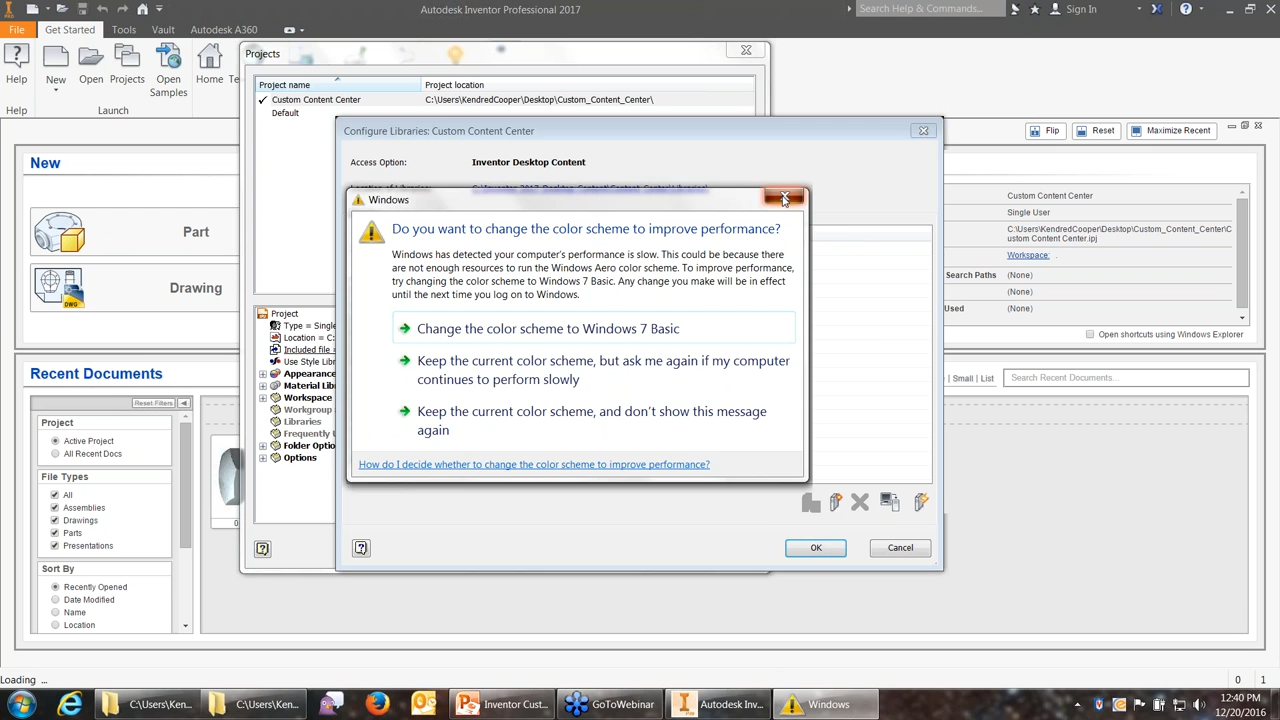 Autodesk Inventor Professional 2017
Search Help & Commands...
Sign In
File
Get Started
Tools
Vault
Autodesk A360
Help
New
Open
Projects
Open Samples
Home
Help
Launch
Projects
Project name
Project location
Custom Content Center
C:\Users\KendredCooper\Desktop\Custom_Content_Center\
Default
Configure Libraries: Custom Content Center
Access Option:
Inventor Desktop Content
Flip
Reset
Maximize Recent
New
Part
Drawing
DWG
Windows
Do you want to change the color scheme to improve performance?
Windows has detected your computer's performance is slow. This could be because there
are not enough resources to run the Windows Aero color scheme. To improve performance,
try changing the color scheme to Windows 7 Basic. Any change you make will be in effect
until the next time you log on to Windows.
Change the color scheme to Windows 7 Basic
Keep the current color scheme, but ask me again if my computer
continues to perform slowly
Keep the current color scheme, and don't show this message
again
How do I decide whether to change the color scheme to improve performance?
Custom Content Center
Single User
C:\Users\KendredCooper\Desktop\Custom_Content_Center\C
ustom Content Center.ipj
Workspace
Search Paths
(None)
(None)
Used
(None)
Open shortcuts using Windows Explorer
Project
Type = Single
Location = C:
Included file =
Use Style Libr
Appearance
Material Lib
Workspace
Workgroup
Libraries
Frequently U
Folder Optio
Options
OK
Cancel
Recent Documents
Small | List
Search Recent Documents...
Reset Filters
Project
Active Project
All Recent Docs
File Types
All
Assemblies
Drawings
Parts
Presentations
Sort By
Recently Opened
Date Modified
Name
Location
Loading ...
0
1
C:\Users\Ken...
C:\Users\Ken...
Inventor Cust...
GoToWebinar
Autodesk Inv...
Windows
12:40 PM
12/20/2016